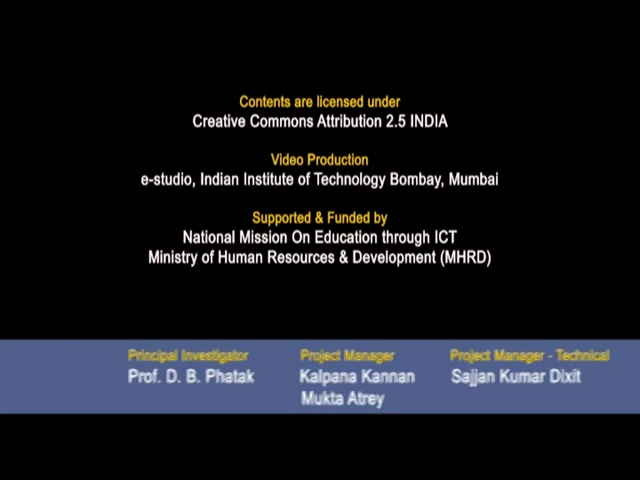 Contents are licensed under
Creative Commons Attribution 2.5 INDIA
Video Production
e-studio, Indian Institute of Technology Bombay, Mumbai
Supported & Funded by
National Mission On Education through ICT
Ministry of Human Resources & Development (MHRD)
Principal Investigator
Prof. D. B. Phatak
Project Manager
Kalpana Kannan
Mukta Atrey
Project Manager - Technical
Sajjan Kumar Dixit